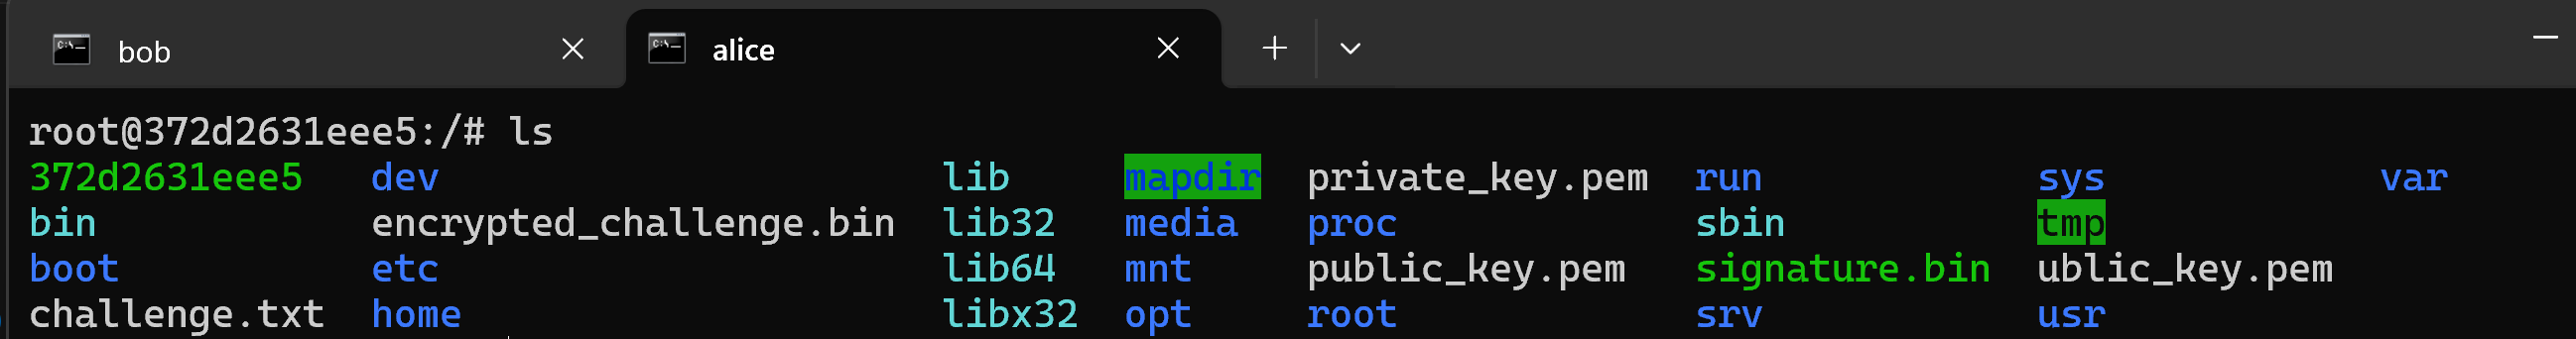 bob alice
root@372d2631eee5:/# ls
372d2631eee5 dev lib mapdir private_key.pem run sys var
bin encrypted_challenge.bin lib32 media proc sbin tmp
boot etc lib64 mnt public_key.pem signature.bin ublic_key.pem
challenge.txt home libx32 opt root srv usr